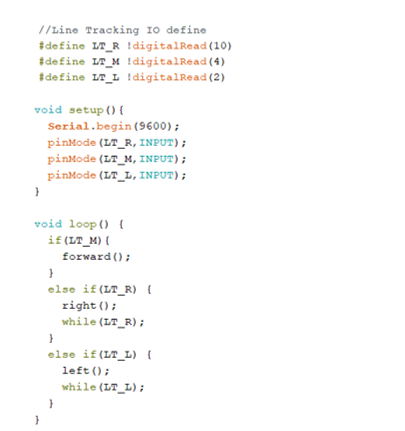 //Line Tracking IO define
#define LT_R !digitalRead(10)
#define LT_M !digitalRead(4)
#define LT_L !digitalRead(2)
void setup(){
Serial.begin(9600);
pinMode(LT_R,INPUT);
pinMode(LT_M,INPUT);
pinMode(LT_L,INPUT);
}
void loop() {
if(LT_M){
forward();
}
else if(LT_R) {
right();
while(LT_R);
}
else if(LT_L) {
left();
while(LT_L);
}
}